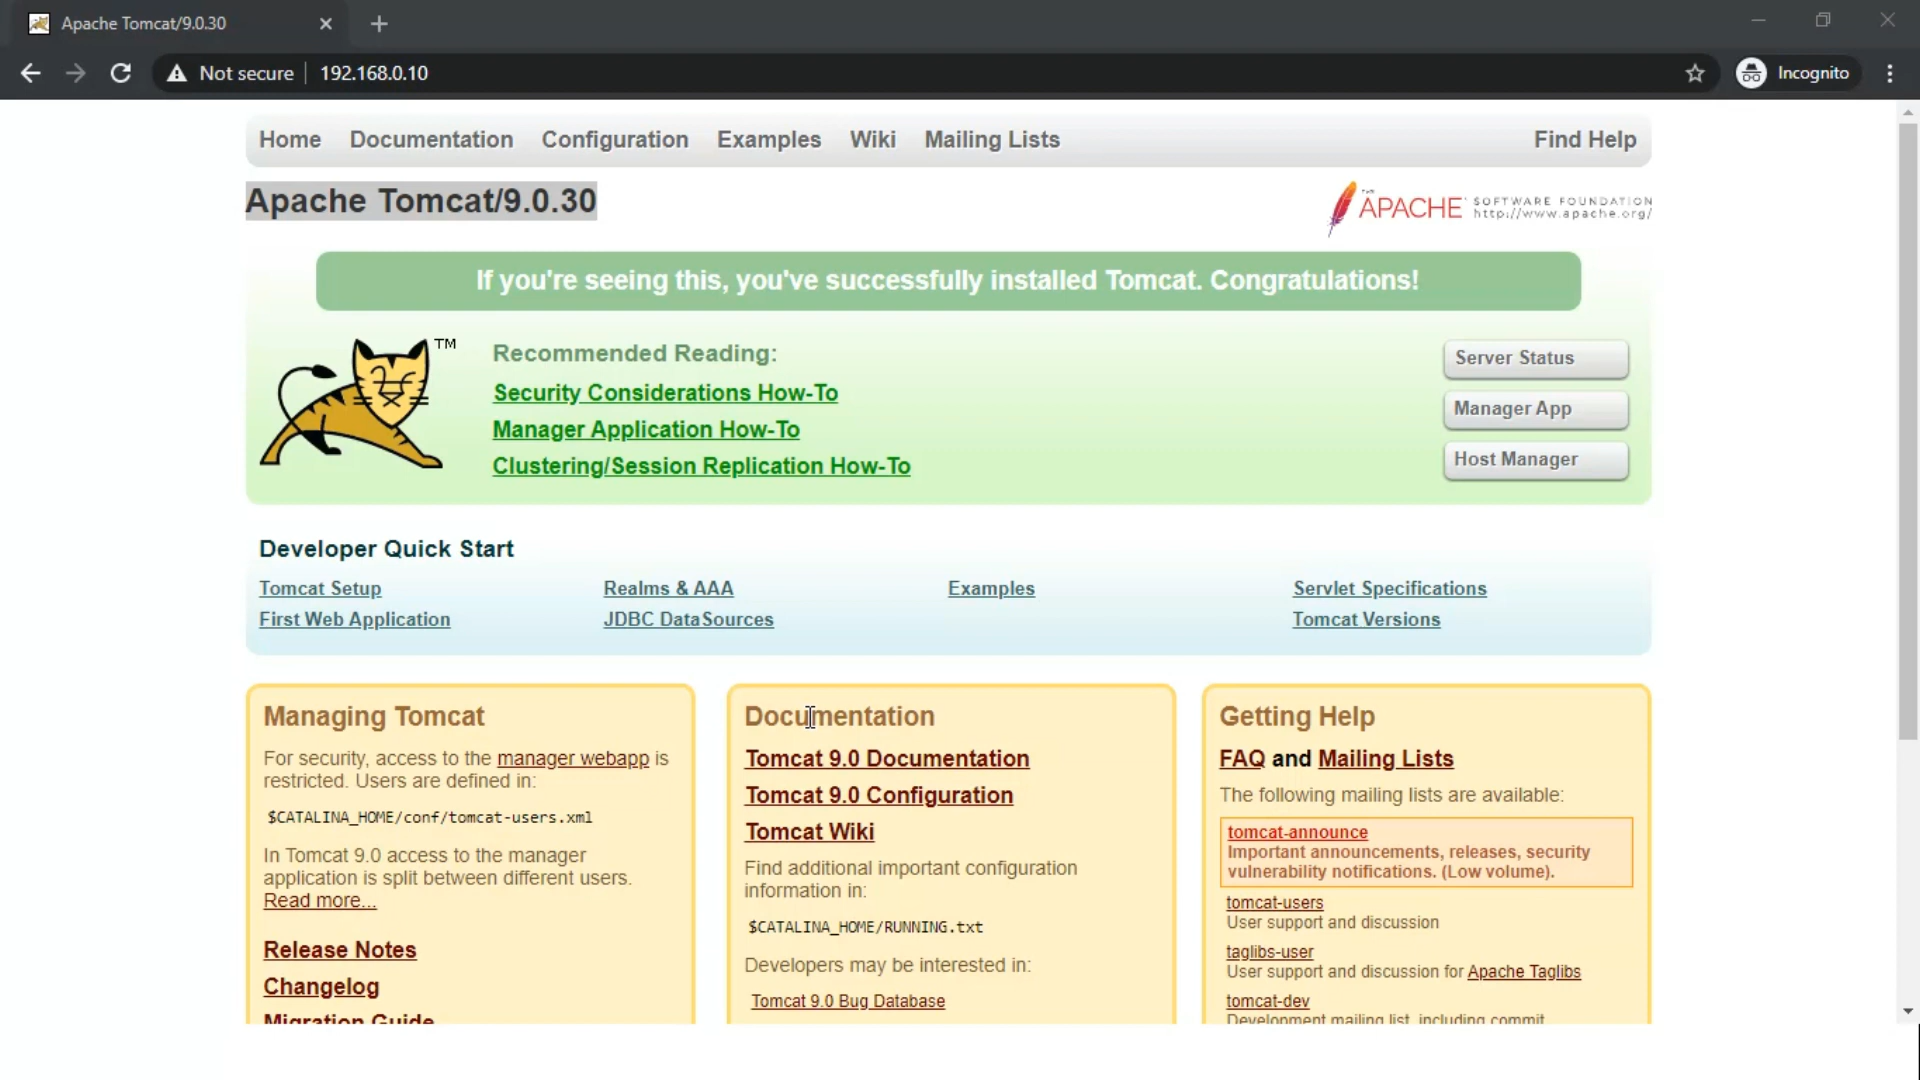 Apache Tomcat/9.0.30
Not secure
192.168.0.10
Incognito
Home Documentation Configuration Examples Wiki Mailing Lists Find Help
Apache Tomcat/9.0.30
THE APACHE SOFTWARE FOUNDATION
http://www.apache.org/
If you're seeing this, you've successfully installed Tomcat. Congratulations!
TM
Recommended Reading:
Security Considerations How-To
Manager Application How-To
Clustering/Session Replication How-To
Server Status
Manager App
Host Manager
Developer Quick Start
Tomcat Setup
First Web Application
Realms & AAA
JDBC DataSources
Examples
Servlet Specifications
Tomcat Versions
Managing Tomcat
For security, access to the manager webapp is
restricted. Users are defined in:
$CATALINA_HOME/conf/tomcat-users.xml
In Tomcat 9.0 access to the manager
application is split between different users.
Read more...
Release Notes
Changelog
Migration Guide
Documentation
Tomcat 9.0 Documentation
Tomcat 9.0 Configuration
Tomcat Wiki
Find additional important configuration
information in:
$CATALINA_HOME/RUNNING.txt
Developers may be interested in:
Tomcat 9.0 Bug Database
Getting Help
FAQ and Mailing Lists
The following mailing lists are available:
tomcat-announce
Important announcements, releases, security
vulnerability notifications. (Low volume).
tomcat-users
User support and discussion
taglibs-user
User support and discussion for Apache Taglibs
tomcat-dev
Development mailing list, including commit